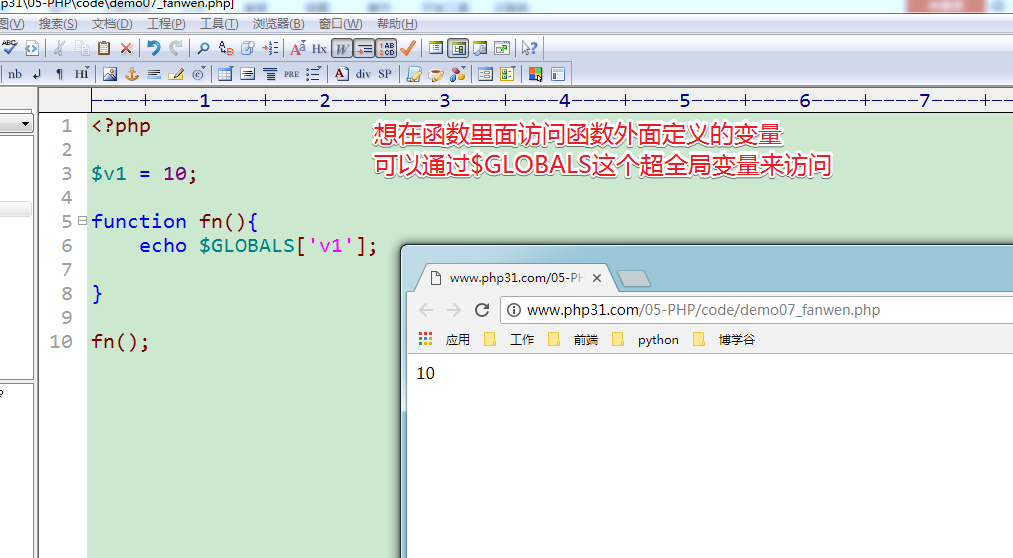 p31\05-PHP\code\demo07_fanwen.php]
图(V) 搜索(S) 文档(D) 工程(P) 工具(T) 浏览器(B) 窗口(W) 帮助(H)
ABC Hx W 1AB 2CD
nb ¶ H1 PRE A div SP
----+----1----+----2----+----3----+----4----+----5----+----6----+----7----+--
1 <?php
想在函数里面访问函数外面定义的变量
可以通过$GLOBALS这个超全局变量来访问
2
3 $v1 = 10;
4
5 function fn(){
6 echo $GLOBALS['v1'];
7
8 }
9
10 fn();
www.php31.com/05-PH
www.php31.com/05-PHP/code/demo07_fanwen.php
应用 工作 前端 python 博学谷
10